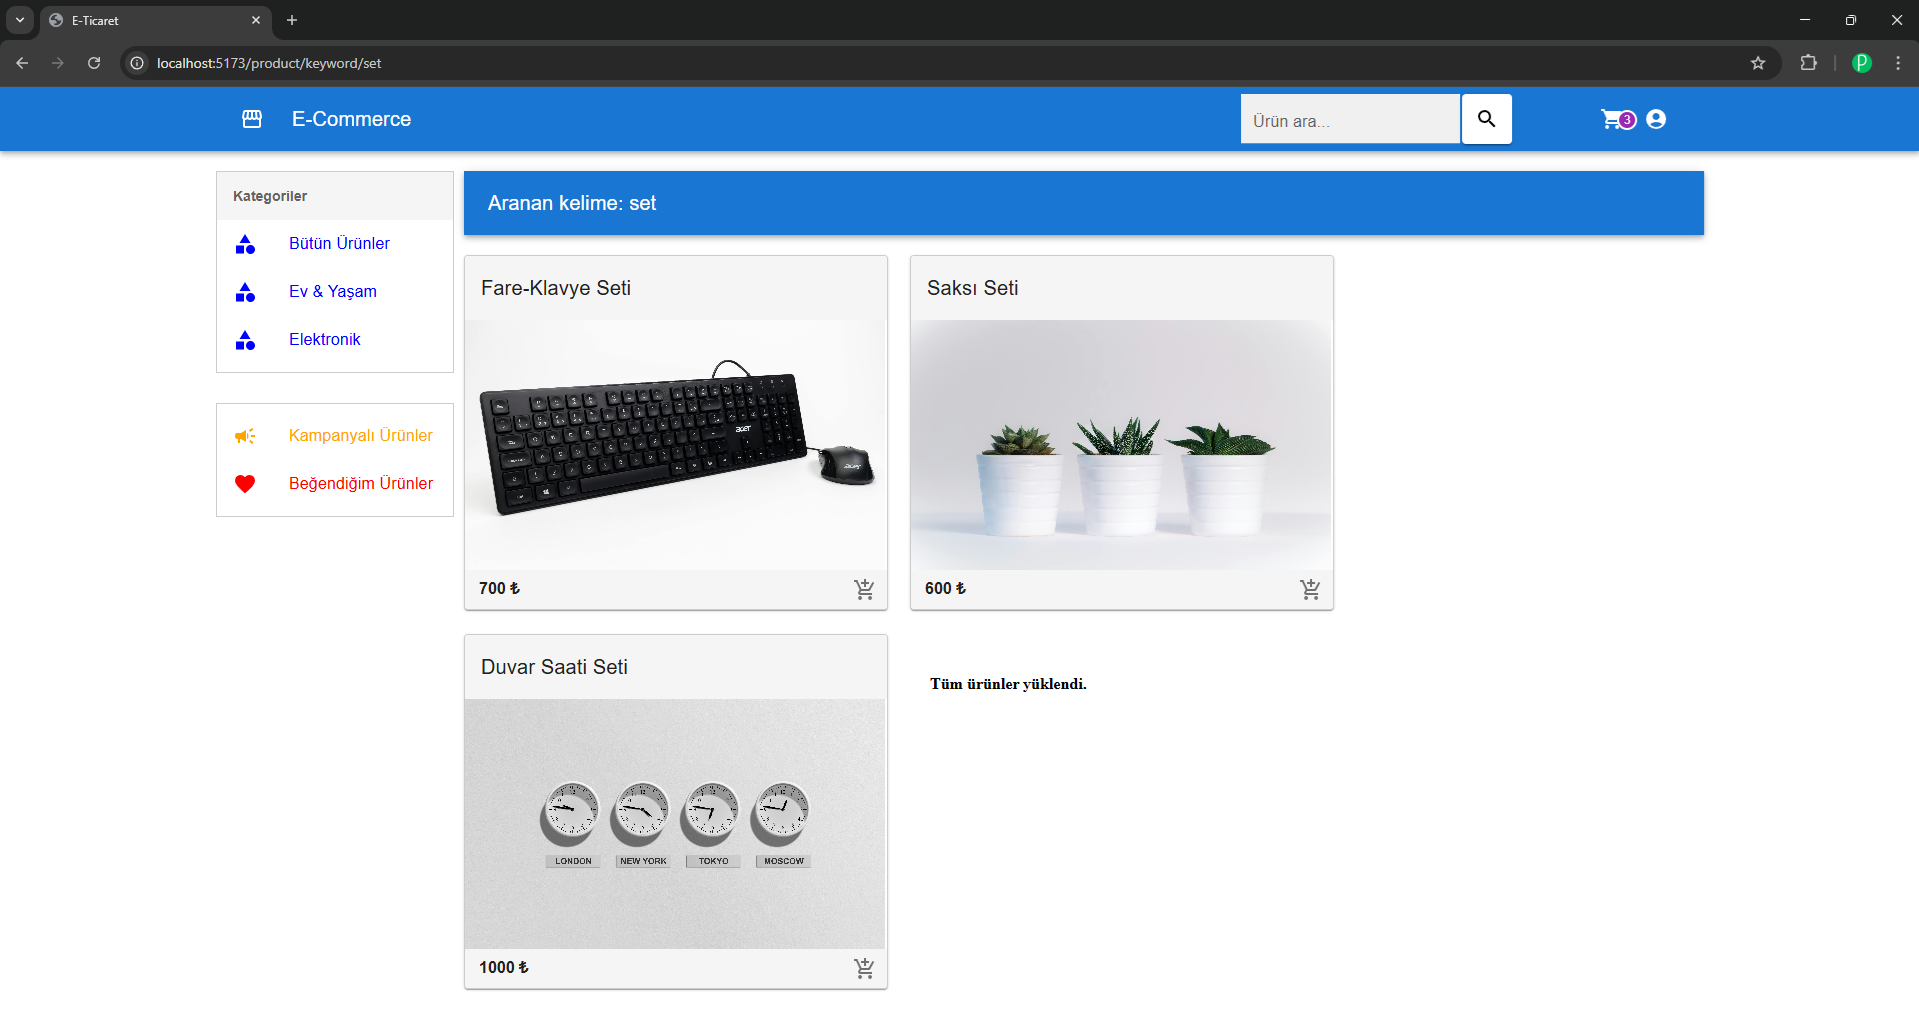 E-Ticaret
localhost:5173/product/keyword/set
E-Commerce
Ürün ara...
3
Kategoriler
Bütün Ürünler
Ev & Yaşam
Elektronik
Kampanyalı Ürünler
Beğendiğim Ürünler
Aranan kelime: set
Fare-Klavye Seti
acer
acer
700 ₺
Saksı Seti
600 ₺
Duvar Saati Seti
LONDON NEW YORK TOKYO MOSCOW
1000 ₺
Tüm ürünler yüklendi.